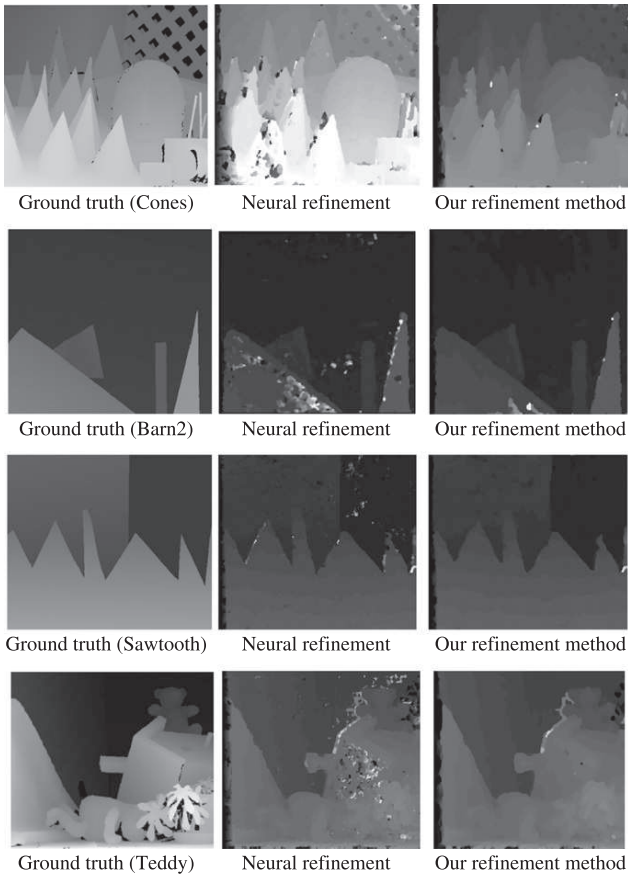 Ground truth (Cones) Neural refinement Our refinement method
Ground truth (Barn2) Neural refinement Our refinement method
Ground truth (Sawtooth) Neural refinement Our refinement method
Ground truth (Teddy) Neural refinement Our refinement method